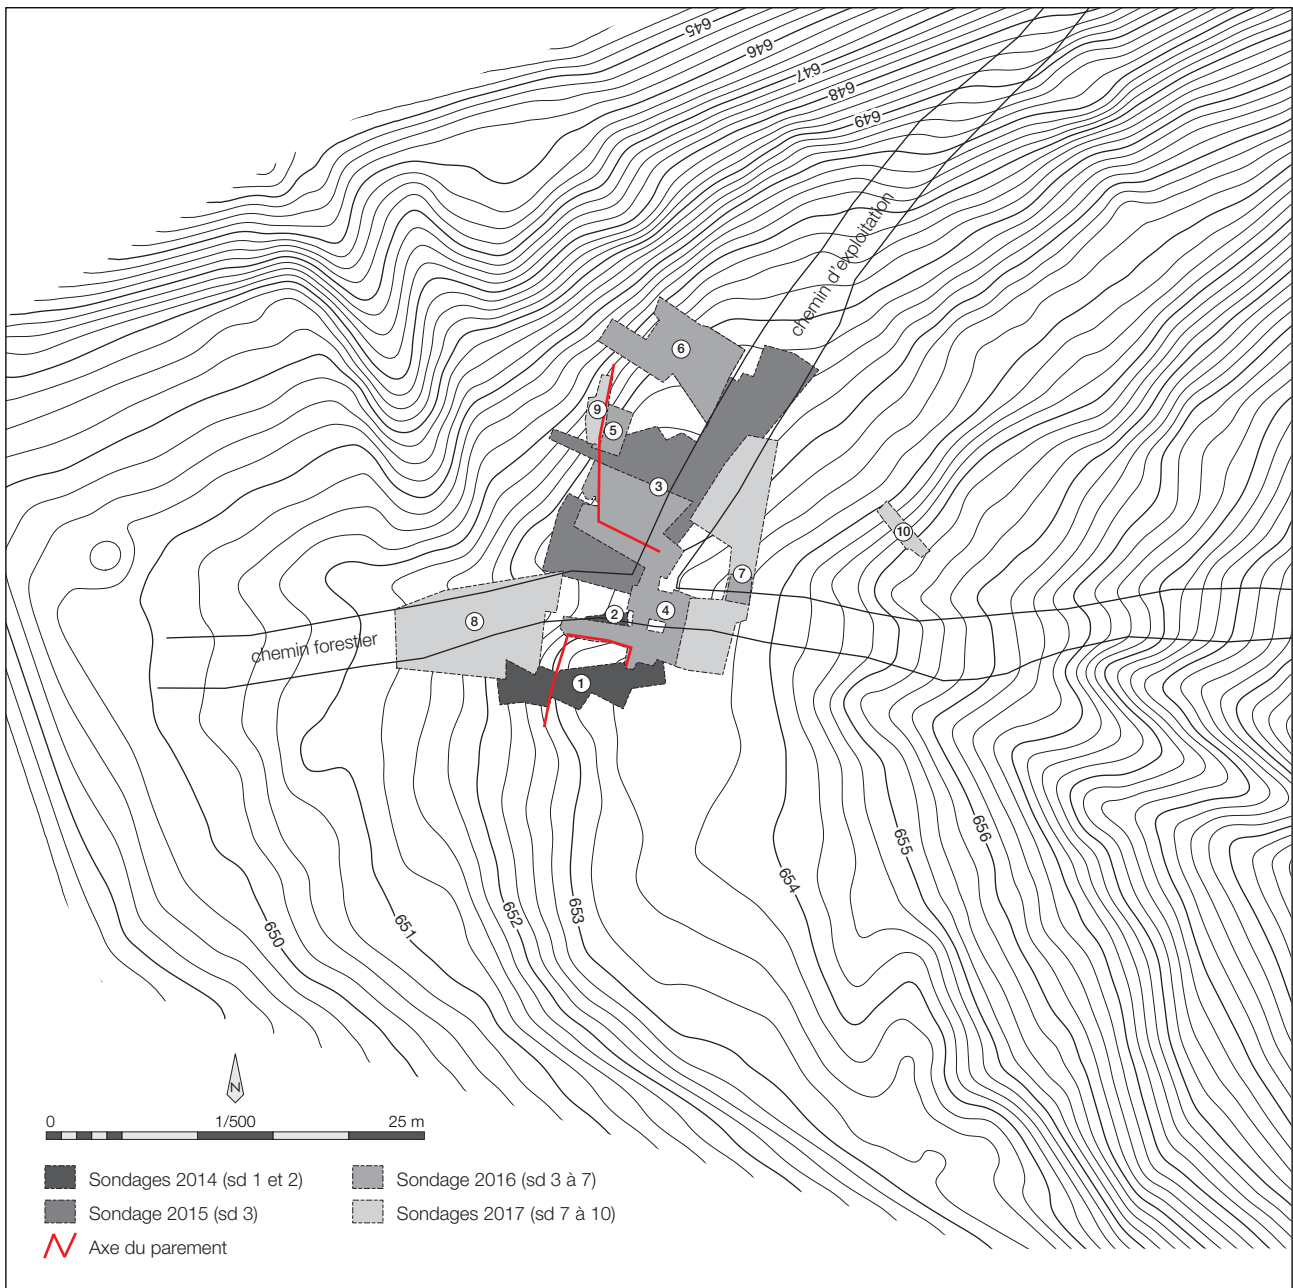 645
646
647
648
649
chemin d'exploitation
6
9
5
3
10
7
2
4
8
chemin forestier
1
656
655
654
653
652
651
650
N
0 1/500 25 m
Sondages 2014 (sd 1 et 2)
Sondage 2016 (sd 3 à 7)
Sondage 2015 (sd 3)
Sondages 2017 (sd 7 à 10)
Axe du parement